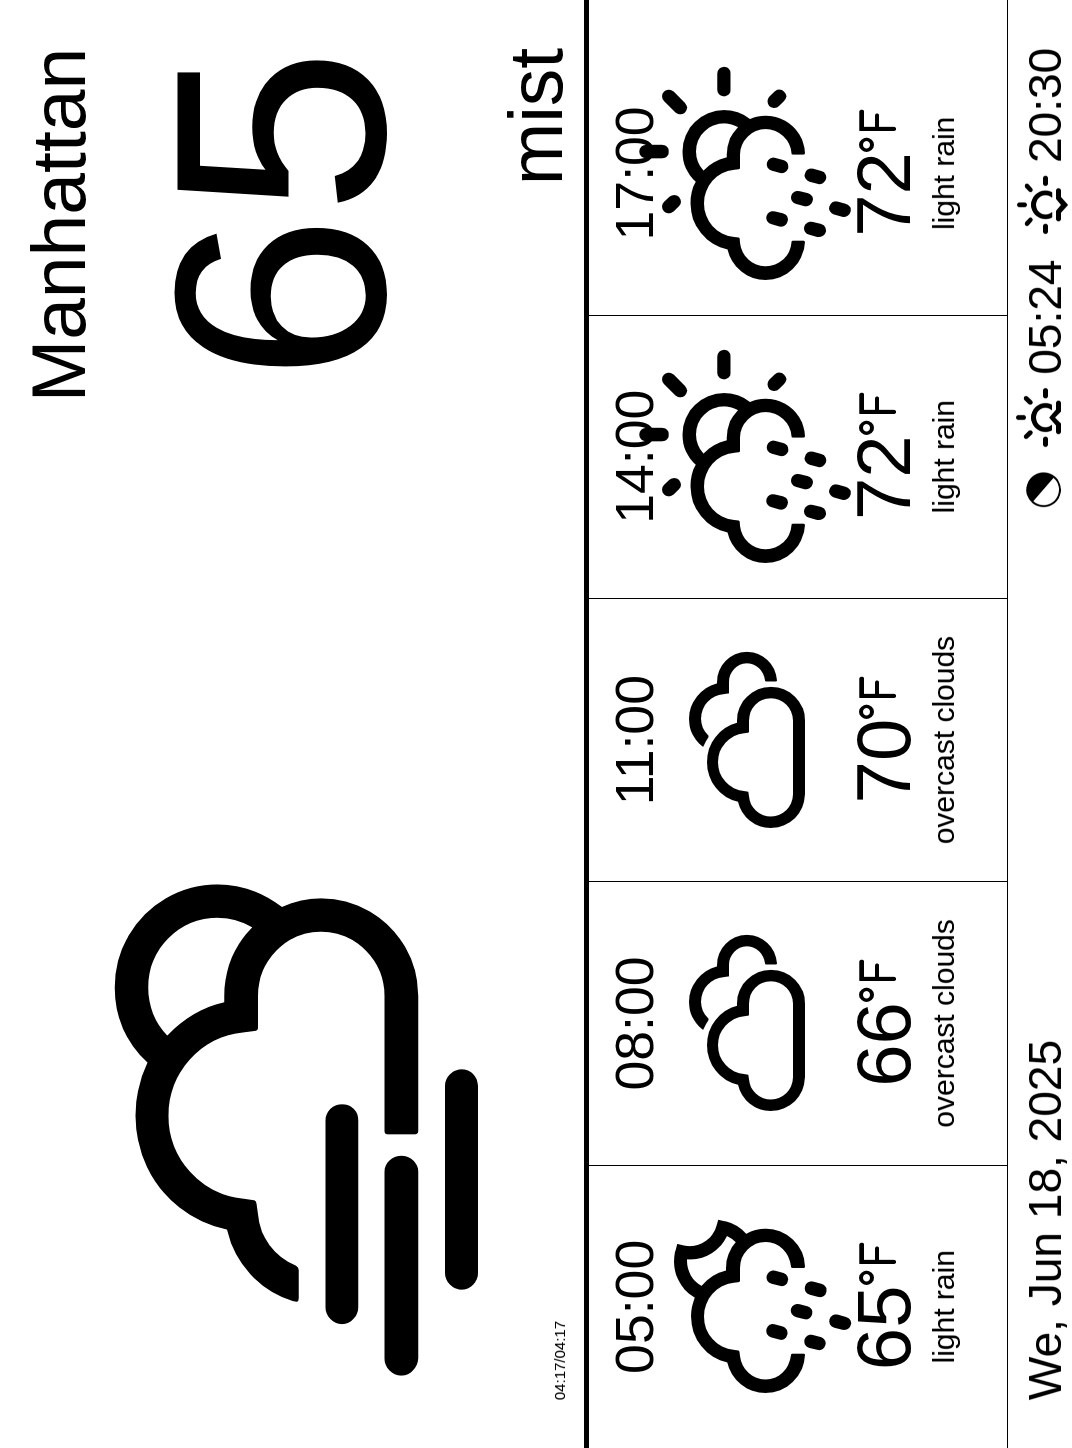 Manhattan
65
mist
04:17/04:17
05:00 08:00 11:00 14:00 17:00
65°F 66°F 70°F 72°F 72°F
light rain overcast clouds overcast clouds light rain light rain
We, Jun 18, 2025 05:24 20:30